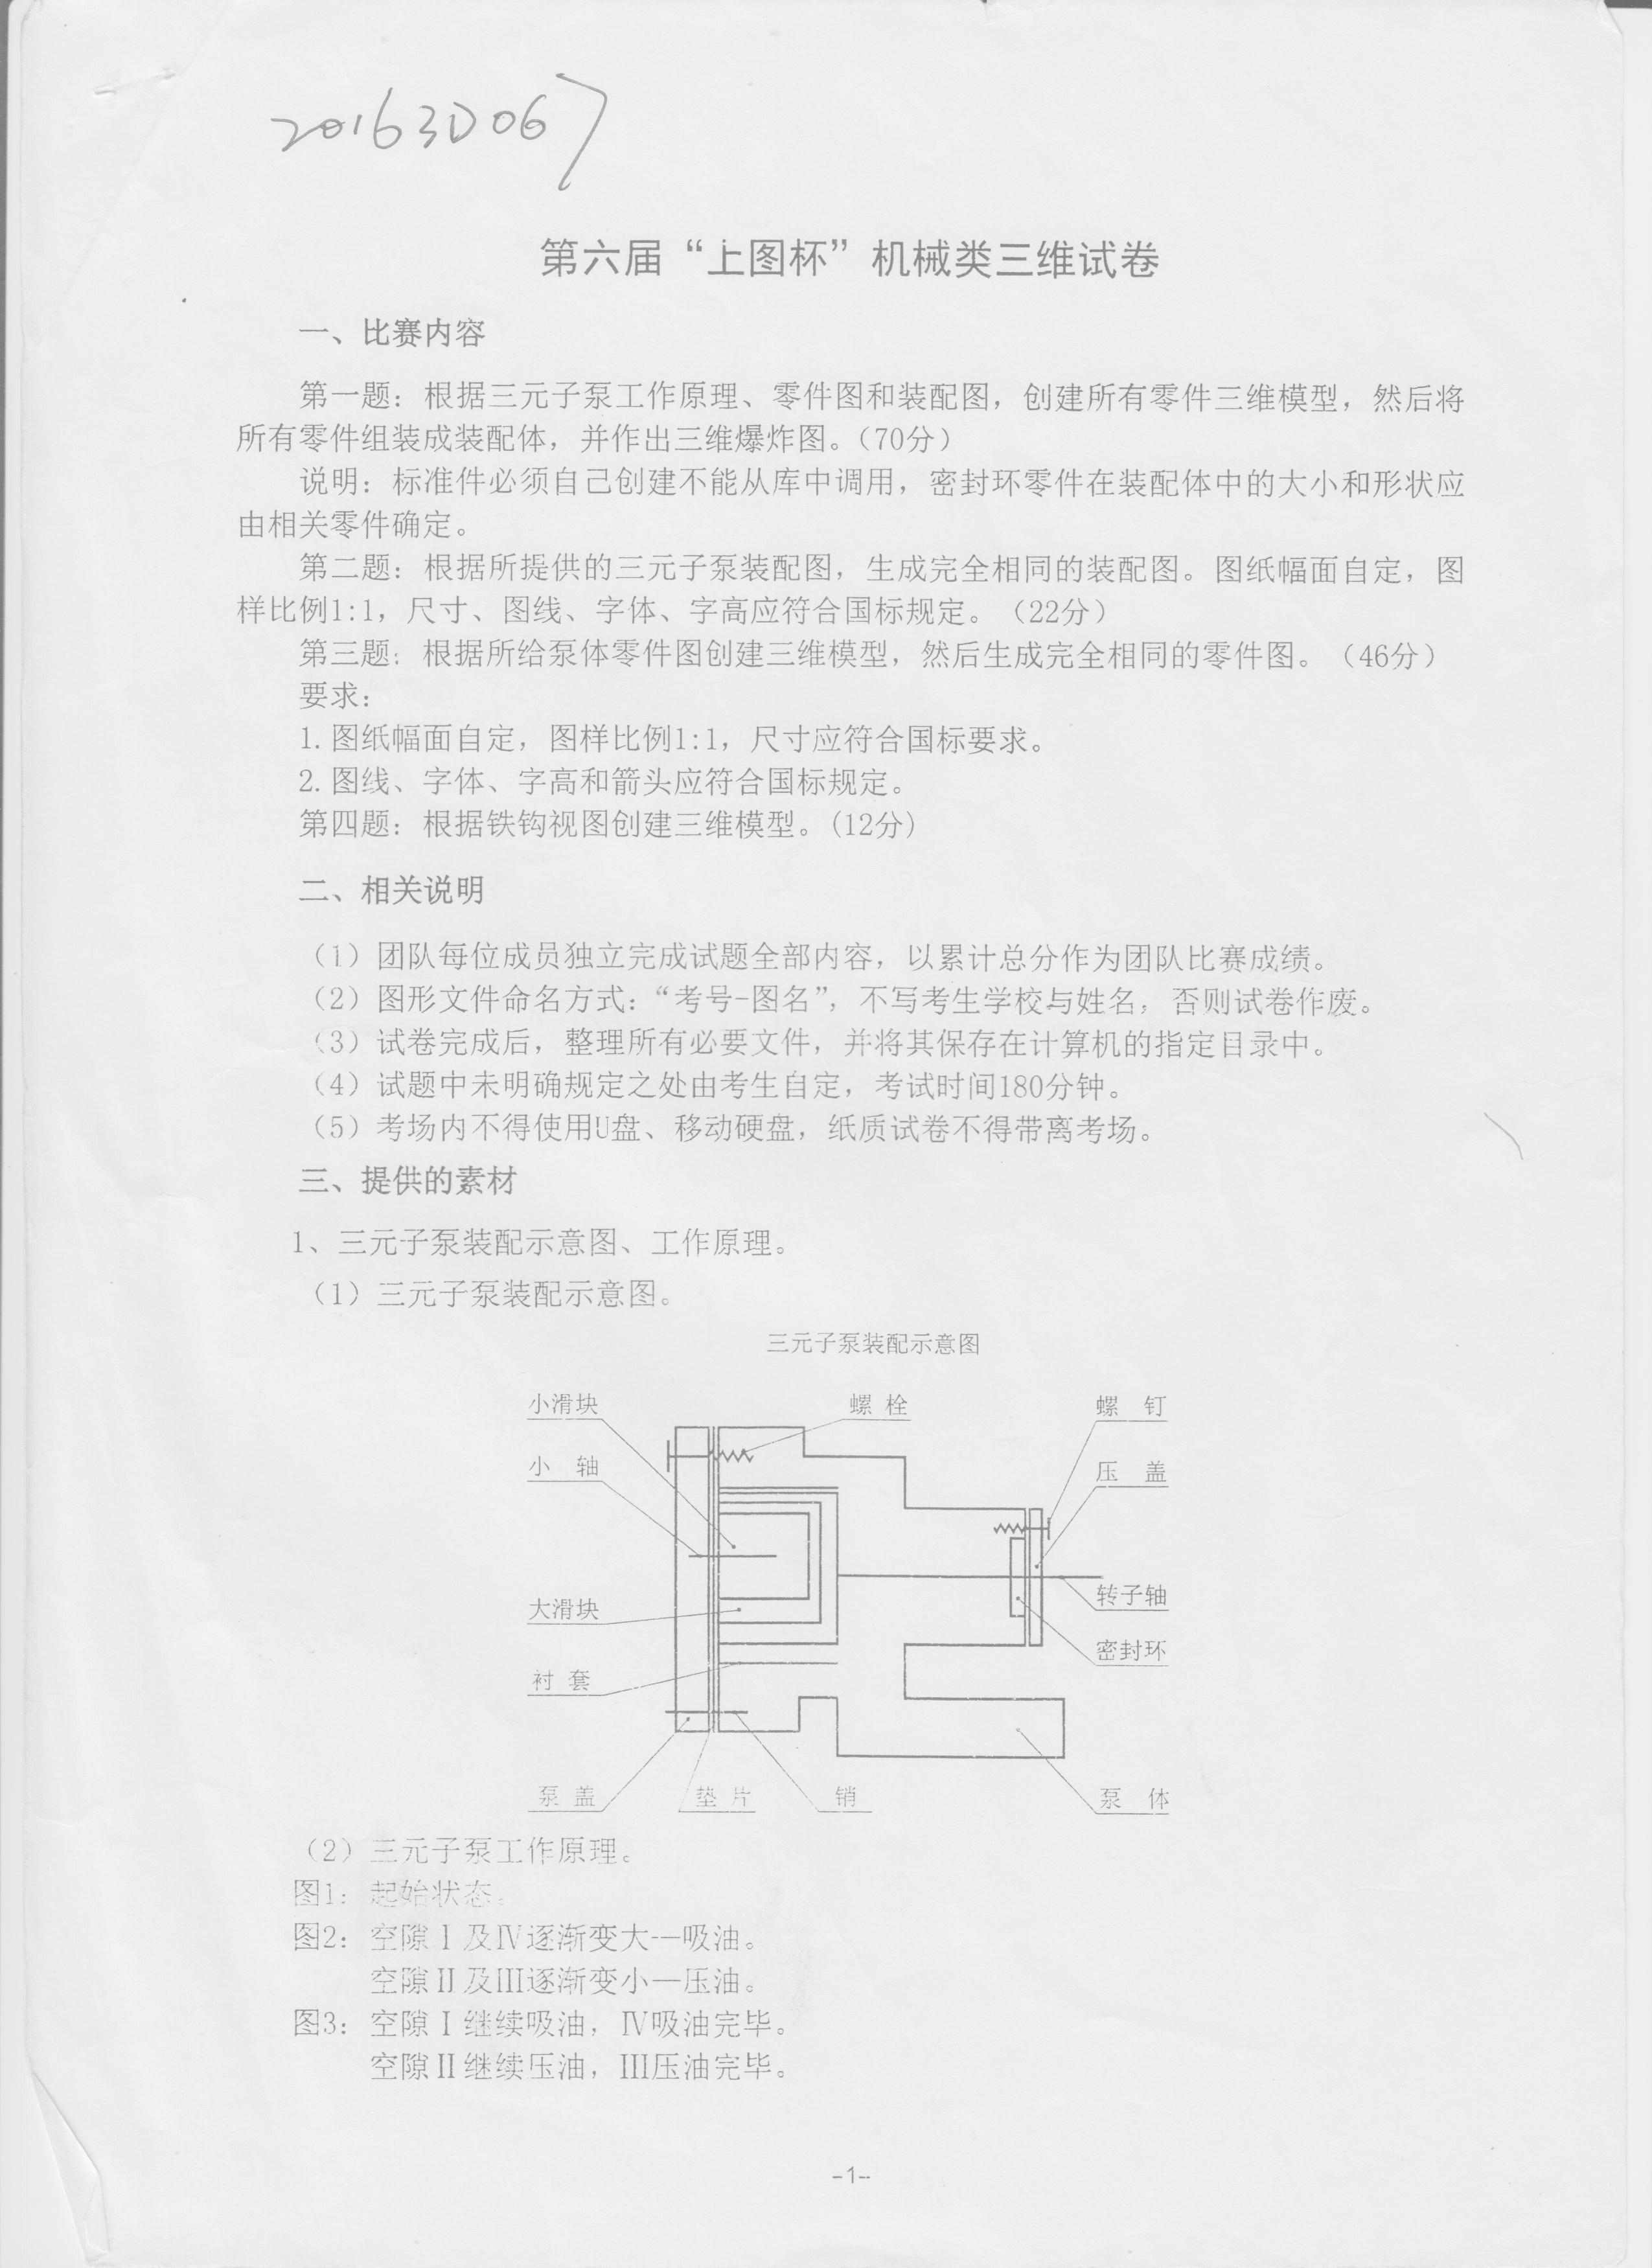 20163D067
第六届“上图杯”机械类三维试卷
一、比赛内容
第一题：根据三元子泵工作原理、零件图和装配图，创建所有零件三维模型，然后将
所有零件组装成装配体，并作出三维爆炸图。（70分）
说明：标准件必须自己创建不能从库中调用，密封环零件在装配体中的大小和形状应
由相关零件确定。
第二题：根据所提供的三元子泵装配图，生成完全相同的装配图。图纸幅面自定，图
样比例1:1，尺寸、图线、字体、字高应符合国标规定。（22分）
第三题：根据所给泵体零件图创建三维模型，然后生成完全相同的零件图。（46分）
要求：
1.图纸幅面自定，图样比例1:1，尺寸应符合国标要求。
2.图线、字体、字高和箭头应符合国标规定。
第四题：根据铁钩视图创建三维模型。(12分)
二、相关说明
（1）团队每位成员独立完成试题全部内容，以累计总分作为团队比赛成绩。
（2）图形文件命名方式：“考号-图名”，不写考生学校与姓名，否则试卷作废。
（3）试卷完成后，整理所有必要文件，并将其保存在计算机的指定目录中。
（4）试题中未明确规定之处由考生自定，考试时间180分钟。
（5）考场内不得使用U盘、移动硬盘，纸质试卷不得带离考场。
三、提供的素材
1、三元子泵装配示意图、工作原理。
（1）三元子泵装配示意图。
三元子泵装配示意图
小滑块
螺 栓
螺 钉
小 轴
压 盖
转子轴
大滑块
密封环
衬 套
泵 盖
垫 片
销
泵 体
（2）三元子泵工作原理。
图1：起始状态。
图2：空隙Ⅰ及Ⅳ逐渐变大—吸油。
空隙Ⅱ及Ⅲ逐渐变小—压油。
图3：空隙Ⅰ继续吸油，Ⅳ吸油完毕。
空隙Ⅱ继续压油，Ⅲ压油完毕。
-1-